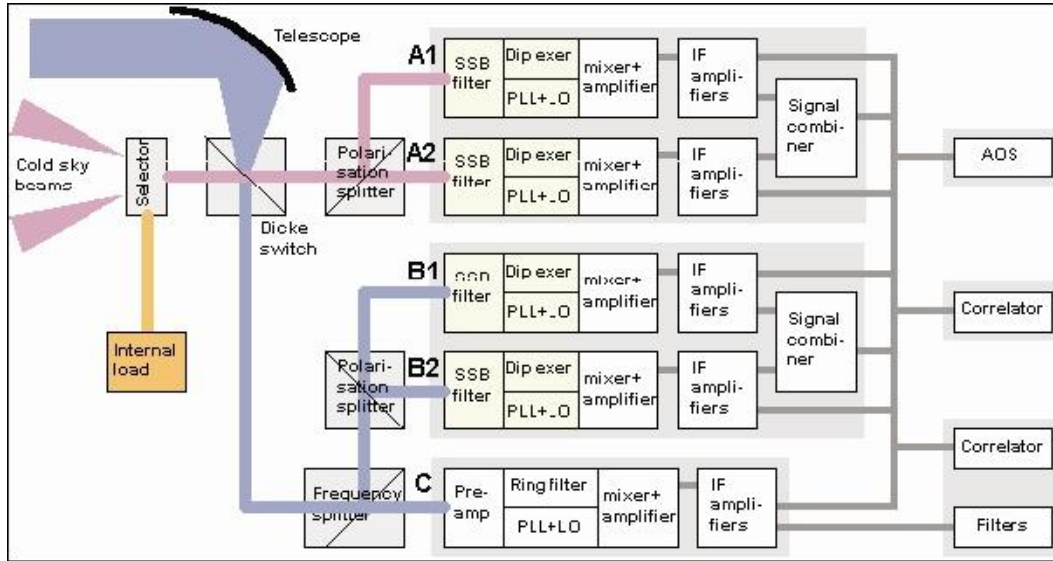 Telescope
Cold sky
beams
Selector
Internal
load
Dicke
switch
Polari-
sation
splitter
A1
SSB
filter
Dip exer
PLL+_O
mixer+
amplifier
IF
ampli-
fiers
A2
SSB
filter
Dip exer
PLL+_O
mixer+
amplifier
IF
ampli-
fiers
Signal
combi-
ner
AOS
Polari-
sation
splitter
B1
filter
Dip exer
PLL+_O
mixer+
amplifier
IF
ampli-
fiers
B2
SSB
filter
Dip exer
PLL+_O
mixer+
amplifier
IF
ampli-
fiers
Signal
combi-
ner
Correlator
Frequency
splitter
C
Pre-
amp
Ring filter
PLL+LO
mixer+
amplifier
IF
ampli-
fiers
Correlator
Filters